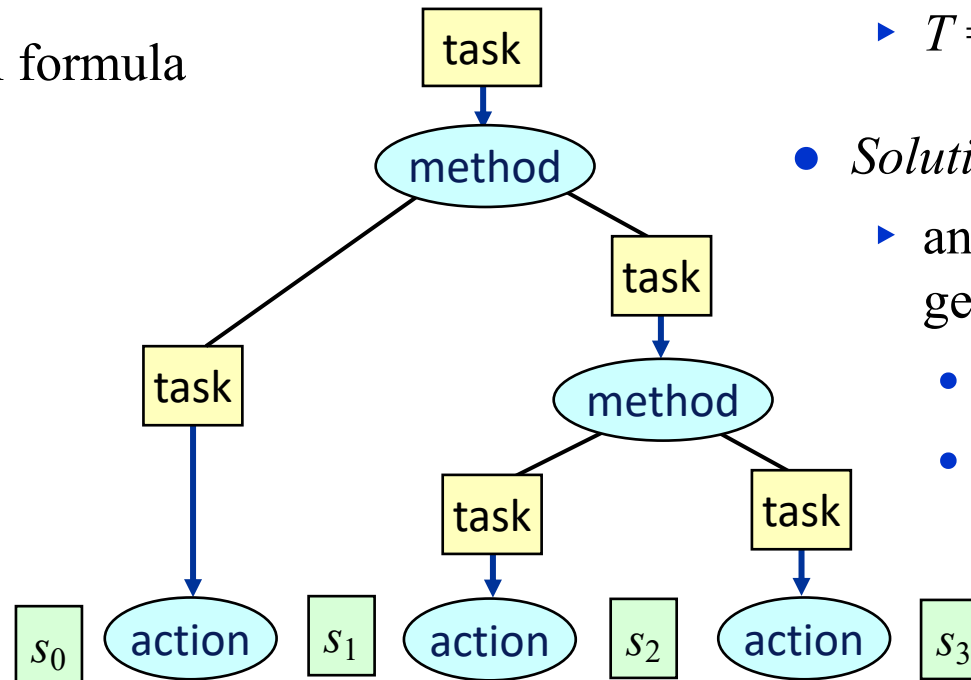 formula
task
method
task
task
method
task
task
s₀
action
s₁
action
s₂
action
s₃
T =
Soluti
an
ge